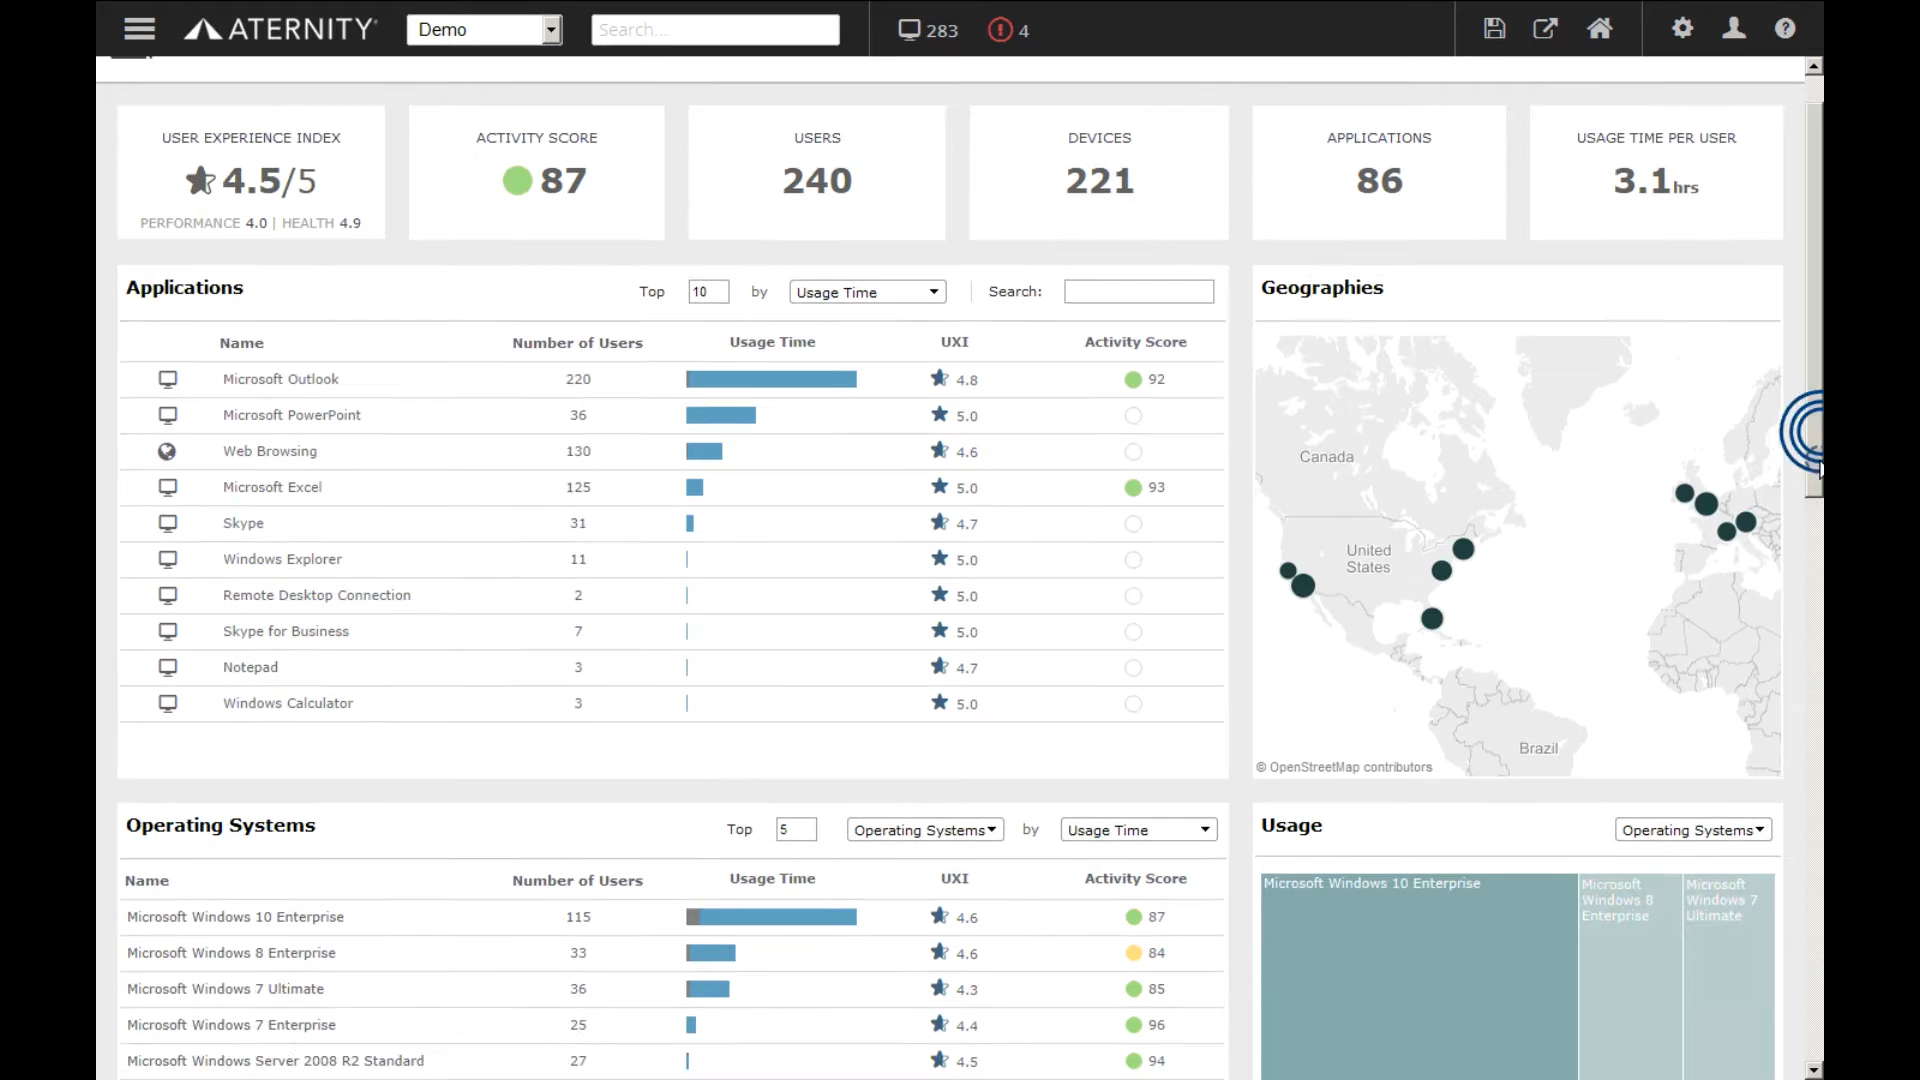 ATERNITY Demo Search... 283 4
USER EXPERIENCE INDEX
4.5/5
PERFORMANCE 4.0 | HEALTH 4.9
ACTIVITY SCORE
87
USERS
240
DEVICES
221
APPLICATIONS
86
USAGE TIME PER USER
3.1hrs
Applications Top 10 by Usage Time Search:
Name Number of Users Usage Time UXI Activity Score
Microsoft Outlook 220 4.8 92
Microsoft PowerPoint 36 5.0
Web Browsing 130 4.6
Microsoft Excel 125 5.0 93
Skype 31 4.7
Windows Explorer 11 5.0
Remote Desktop Connection 2 5.0
Skype for Business 7 5.0
Notepad 3 4.7
Windows Calculator 3 5.0
Geographies
Canada
United
States
Brazil
© OpenStreetMap contributors
Operating Systems Top 5 Operating Systems by Usage Time
Name Number of Users Usage Time UXI Activity Score
Microsoft Windows 10 Enterprise 115 4.6 87
Microsoft Windows 8 Enterprise 33 4.6 84
Microsoft Windows 7 Ultimate 36 4.3 85
Microsoft Windows 7 Enterprise 25 4.4 96
Microsoft Windows Server 2008 R2 Standard 27 4.5 94
Usage Operating Systems
Microsoft Windows 10 Enterprise
Microsoft
Windows 8
Enterprise
Microsoft
Windows 7
Ultimate